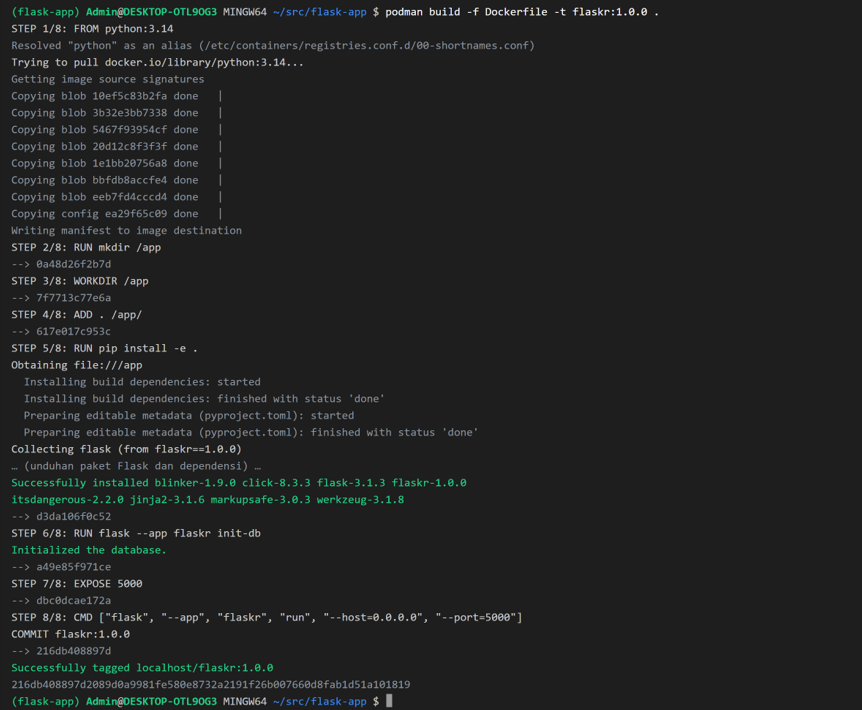 (flask-app) Admin@DESKTOP-OTL9OG3 MINGW64 ~/src/flask-app $ podman build -f Dockerfile -t flaskr:1.0.0 .
STEP 1/8: FROM python:3.14
Resolved "python" as an alias (/etc/containers/registries.conf.d/00-shortnames.conf)
Trying to pull docker.io/library/python:3.14...
Getting image source signatures
Copying blob 10ef5c83b2fa done   |
Copying blob 3b32e3bb7338 done   |
Copying blob 5467f93954cf done   |
Copying blob 20d12c8f3f3f done   |
Copying blob 1e1bb20756a8 done   |
Copying blob bbfdb8accfe4 done   |
Copying blob eeb7fd4cccd4 done   |
Copying config ea29f65c09 done   |
Writing manifest to image destination
STEP 2/8: RUN mkdir /app
--> 0a48d26f2b7d
STEP 3/8: WORKDIR /app
--> 7f7713c77e6a
STEP 4/8: ADD . /app/
--> 617e017c953c
STEP 5/8: RUN pip install -e .
Obtaining file:///app
  Installing build dependencies: started
  Installing build dependencies: finished with status 'done'
  Preparing editable metadata (pyproject.toml): started
  Preparing editable metadata (pyproject.toml): finished with status 'done'
Collecting flask (from flaskr==1.0.0)
… (unduhan paket Flask dan dependensi) …
Successfully installed blinker-1.9.0 click-8.3.3 flask-3.1.3 flaskr-1.0.0
itsdangerous-2.2.0 jinja2-3.1.6 markupsafe-3.0.3 werkzeug-3.1.8
--> d3da106f0c52
STEP 6/8: RUN flask --app flaskr init-db
Initialized the database.
--> a49e85f971ce
STEP 7/8: EXPOSE 5000
--> dbc0dcae172a
STEP 8/8: CMD ["flask", "--app", "flaskr", "run", "--host=0.0.0.0", "--port=5000"]
COMMIT flaskr:1.0.0
--> 216db408897d
Successfully tagged localhost/flaskr:1.0.0
216db408897d2089d0a9981fe580e8732a2191f26b007660d8fab1d51a101819
(flask-app) Admin@DESKTOP-OTL9OG3 MINGW64 ~/src/flask-app $